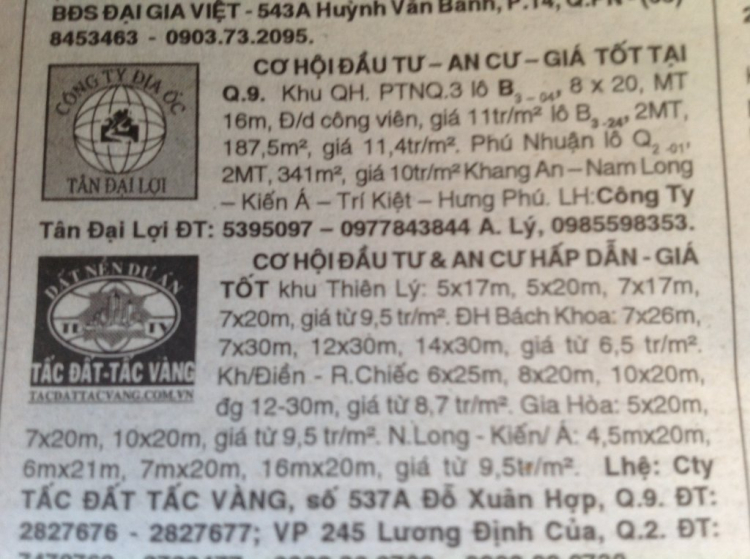 BĐS ĐẠI GIA VIỆT - 543A Huỳnh Văn Bánh, P.14, Q.PN -
8453463 - 0903.73.2095.
CÔNG TY ĐỊA ỐC
TÂN ĐẠI LỢI
CƠ HỘI ĐẦU TƯ – AN CƯ – GIÁ TỐT TẠI
Q.9. Khu QH. PTNQ.3 lô B3-04, 8 x 20, MT
16m, Đ/d công viên, giá 11tr/m² lô B3-24, 2MT,
187,5m², giá 11,4tr/m². Phú Nhuận lô Q2-01,
2MT, 341m², giá 10tr/m² Khang An – Nam Long
– Kiến Á – Trí Kiệt – Hưng Phú. LH: Công Ty
Tân Đại Lợi ĐT: 5395097 – 0977843844 A. Lý, 0985598353.
ĐẤT NỀN DỰ ÁN
TẤC ĐẤT-TẤC VÀNG
TACDATTACVANG.COM.VN
CƠ HỘI ĐẦU TƯ & AN CƯ HẤP DẪN - GIÁ
TỐT khu Thiên Lý: 5x17m, 5x20m, 7x17m,
7x20m, giá từ 9,5 tr/m². ĐH Bách Khoa: 7x26m,
7x30m, 12x30m, 14x30m, giá từ 6,5 tr/m².
Kh/Điền - R.Chiếc 6x25m, 8x20m, 10x20m,
đg 12-30m, giá từ 8,7 tr/m². Gia Hòa: 5x20m,
7x20m, 10x20m, giá từ 9,5 tr/m². N.Long - Kiến/ Á: 4,5mx20m,
6mx21m, 7mx20m, 16mx20m, giá từ 9,5tr/m². Lhệ: Cty
TẤC ĐẤT TẤC VÀNG, số 537A Đỗ Xuân Hợp, Q.9. ĐT:
2827676 - 2827677; VP 245 Lương Định Của, Q.2. ĐT: